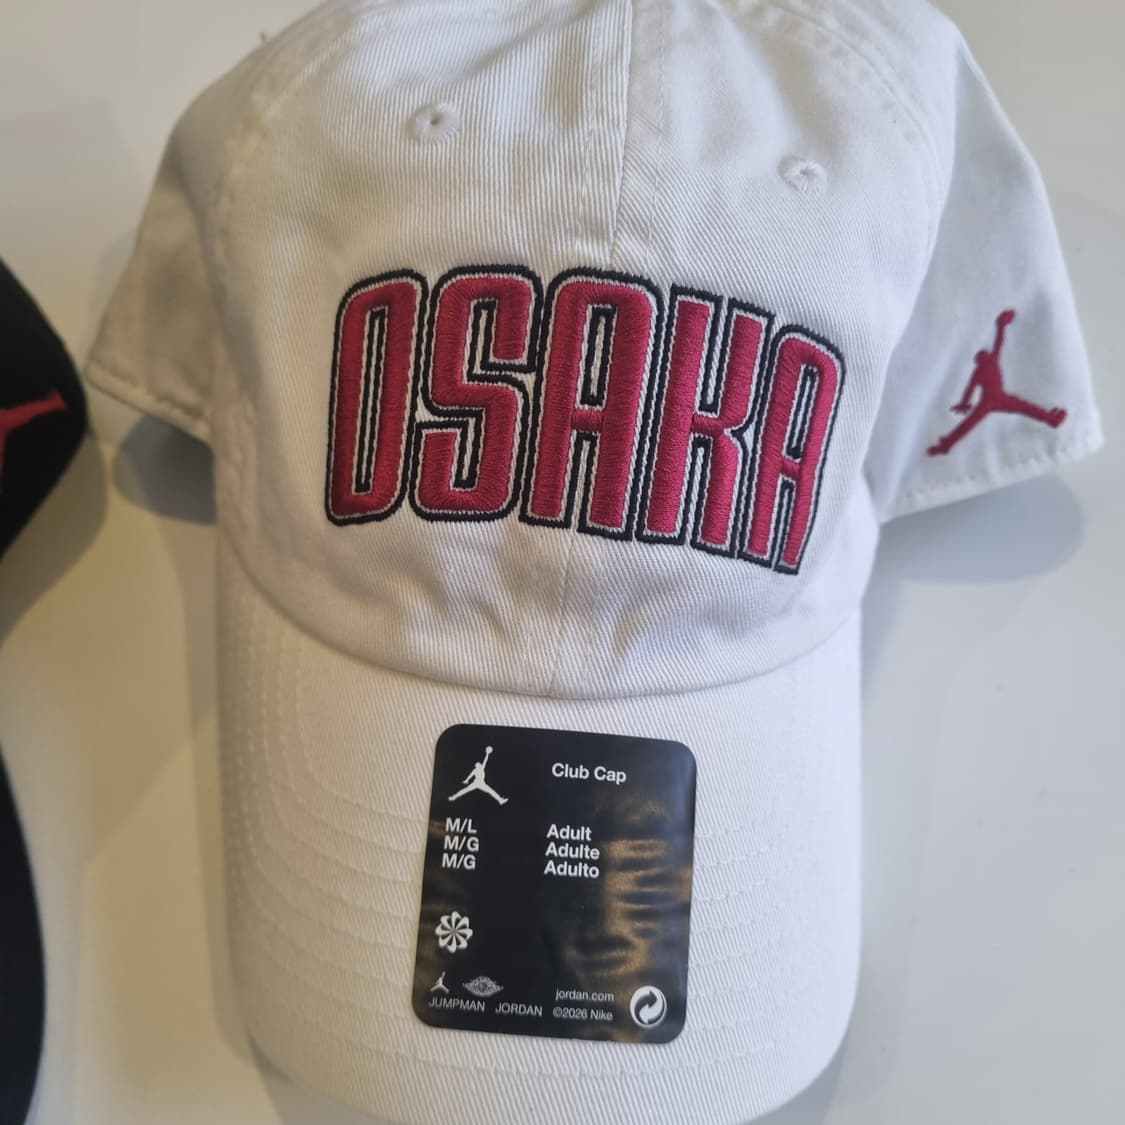 OSAKA
Club Cap
M/L
M/G
M/G
Adult
Adulte
Adulto
jordan.com
JUMPMAN JORDAN ©2026 Nike